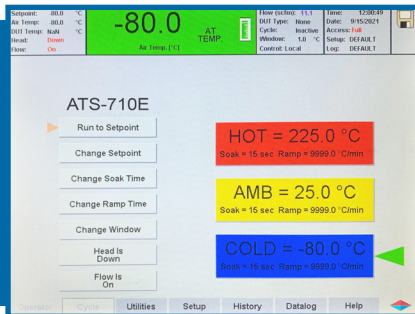 Setpoint: -80.0 °C
Air Temp: -80.0 °C
DUT Temp: NaN °C
Head: Down
Flow: On
-80.0
AT
TEMP.
Air Temp. [°C]
Flow (scfm): 11.1
DUT Type: None
Cycle: Inactive
Window: 1.0 °C
Control: Local
Time: 12:00:49
Date: 9/15/2021
Access: Full
Setup: DEFAULT
Log: DEFAULT
ATS-710E
Run to Setpoint
Change Setpoint
Change Soak Time
Change Ramp Time
Change Window
Head Is
Down
Flow Is
On
HOT = 225.0 °C
Soak = 15 sec Ramp = 9999.0 °C/min
AMB = 25.0 °C
Soak = 15 sec Ramp = 9999.0 °C/min
COLD = -80.0 °C
Soak = 15 sec Ramp = 9999.0 °C/min
Operator Cycle Utilities Setup History Datalog Help